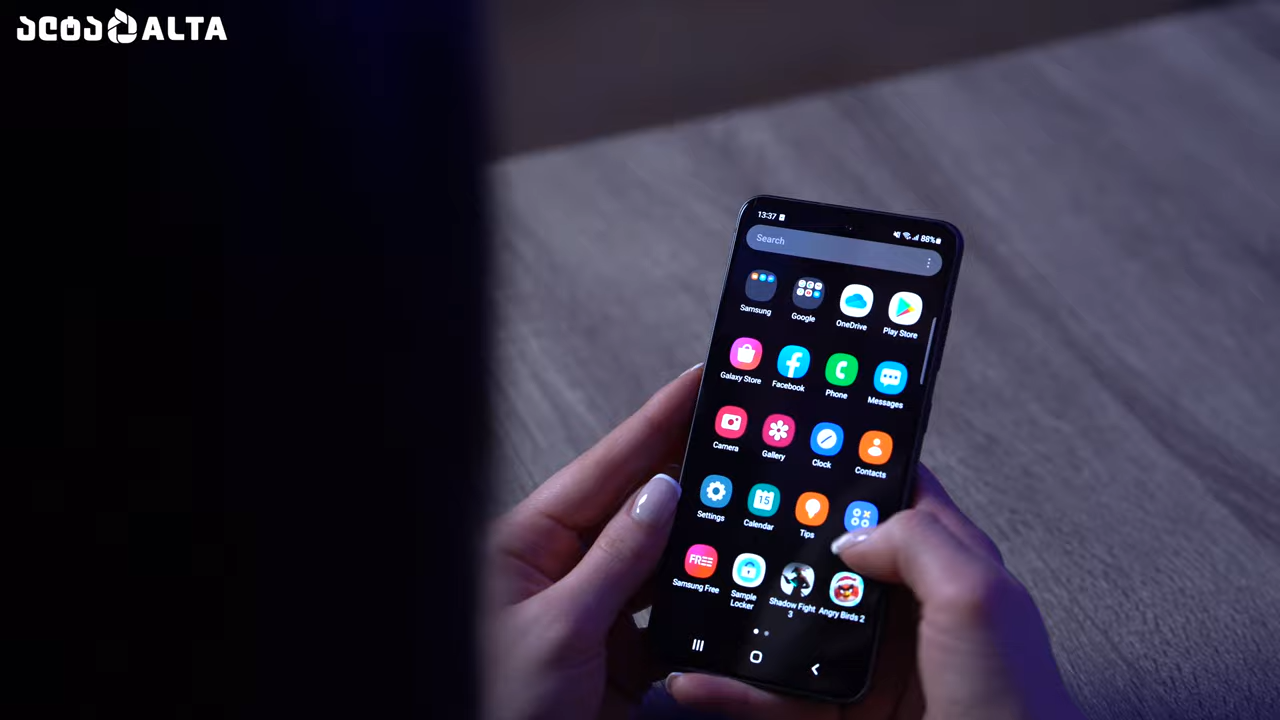 ალტა ALTA
13:37
88%
Search
Samsung
Google
OneDrive
Play Store
Galaxy Store
Facebook
Phone
Messages
Camera
Gallery
Clock
Contacts
Settings
15
Calendar
Tips
FREE
Samsung Free
Sample
Locker
Shadow Fight
3
Angry Birds 2